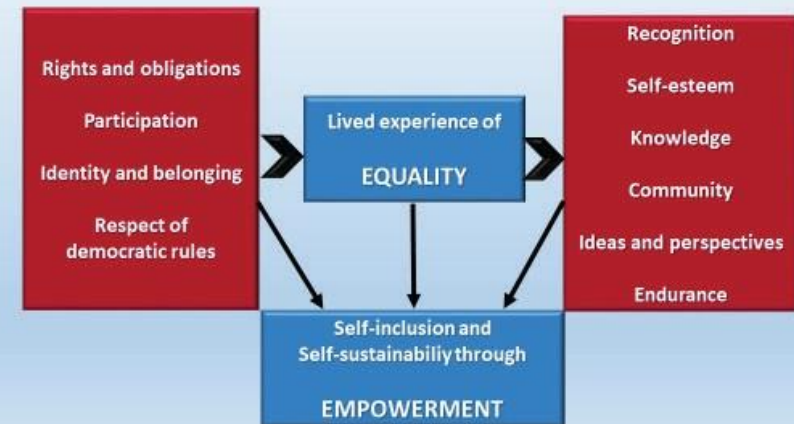 Rights and obligations
Participation
Identity and belonging
Respect of
democratic rules
Lived experience of
EQUALITY
Recognition
Self-esteem
Knowledge
Community
Ideas and perspectives
Endurance
Self-inclusion and
Self-sustainabiliy through
EMPOWERMENT